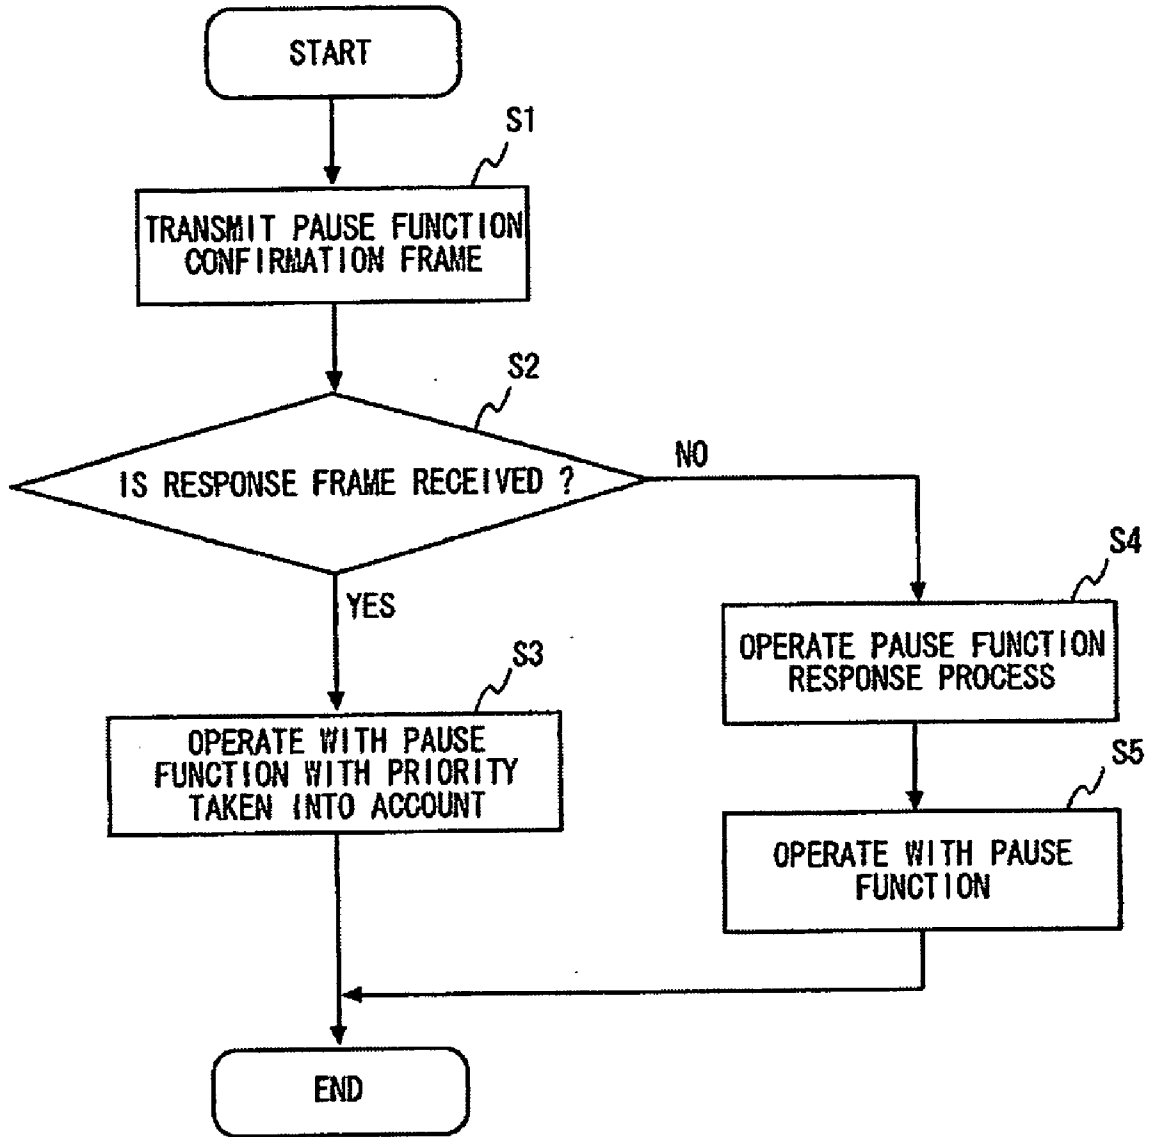 START
S1
TRANSMIT PAUSE FUNCTION
CONFIRMATION FRAME
S2
IS RESPONSE FRAME RECEIVED ?
NO
YES
S4
OPERATE PAUSE FUNCTION
RESPONSE PROCESS
S3
OPERATE WITH PAUSE
FUNCTION WITH PRIORITY
TAKEN INTO ACCOUNT
S5
OPERATE WITH PAUSE
FUNCTION
END